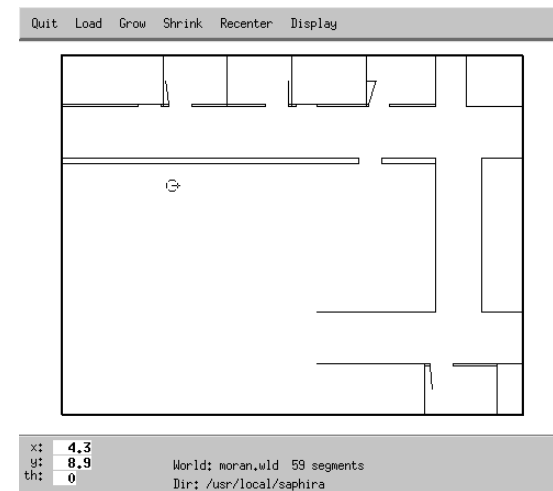 Quit Load Grow Shrink Recenter Display
x: 4.3
y: 8.9
th: 0
World: moran.wld 59 segments
Dir: /usr/local/saphira